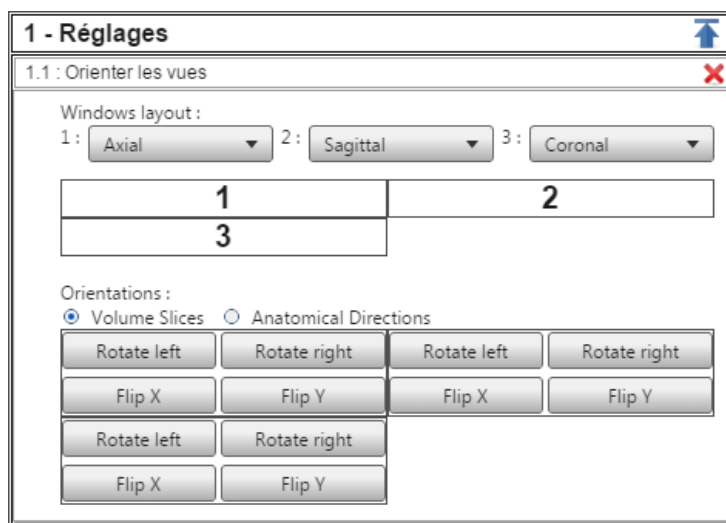 1 - Réglages
1.1 : Orienter les vues
Windows layout :
1 : Axial 2 : Sagittal 3 : Coronal
1 2
3
Orientations :
Volume Slices Anatomical Directions
Rotate left Rotate right Rotate left Rotate right
Flip X Flip Y Flip X Flip Y
Rotate left Rotate right
Flip X Flip Y